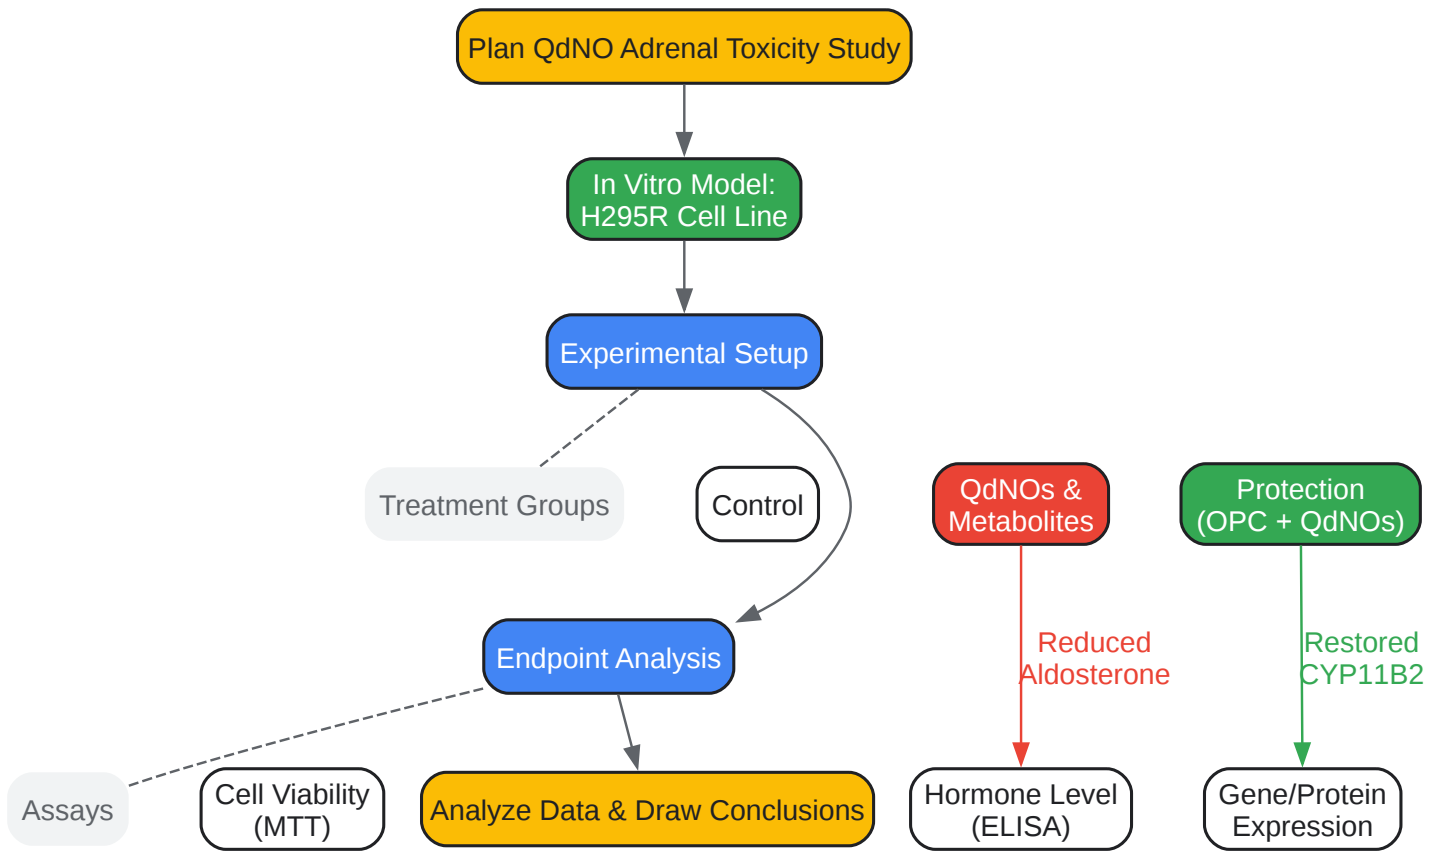 Plan QdNO Adrenal Toxicity Study
In Vitro Model:
H295R Cell Line
Experimental Setup
Treatment Groups
Control
QdNOs &
Metabolites
Protection
(OPC + QdNOs)
Reduced
Aldosterone
Restored
CYP11B2
Endpoint Analysis
Assays
Cell Viability
(MTT)
Analyze Data & Draw Conclusions
Hormone Level
(ELISA)
Gene/Protein
Expression